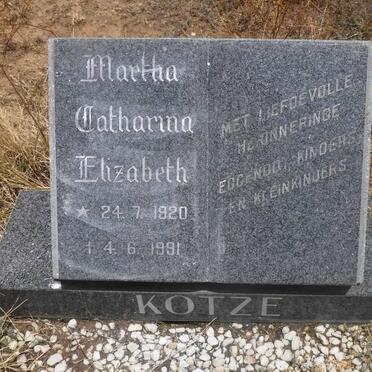 Martha
Catharina
Elizabeth
* 24.7.1920
4.6.1991
MET LIEFDEVOLLE
HERINNERINGE
EGGENOOT, KINDERS
EN KLEINKINDERS
KOTZE